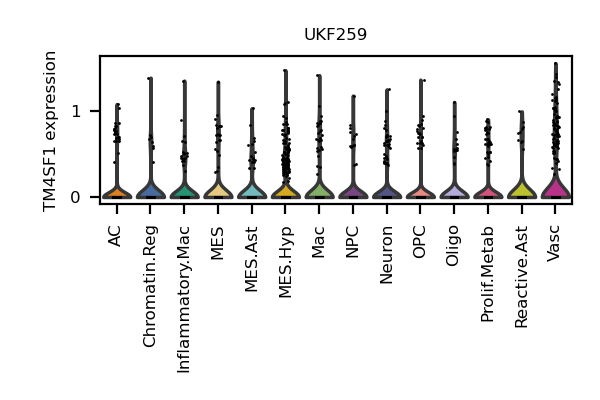 UKF259
TM4SF1 expression
1
0
AC
Chromatin.Reg
Inflammatory.Mac
MES
MES.Ast
MES.Hyp
Mac
NPC
Neuron
OPC
Oligo
Prolif.Metab
Reactive.Ast
Vasc